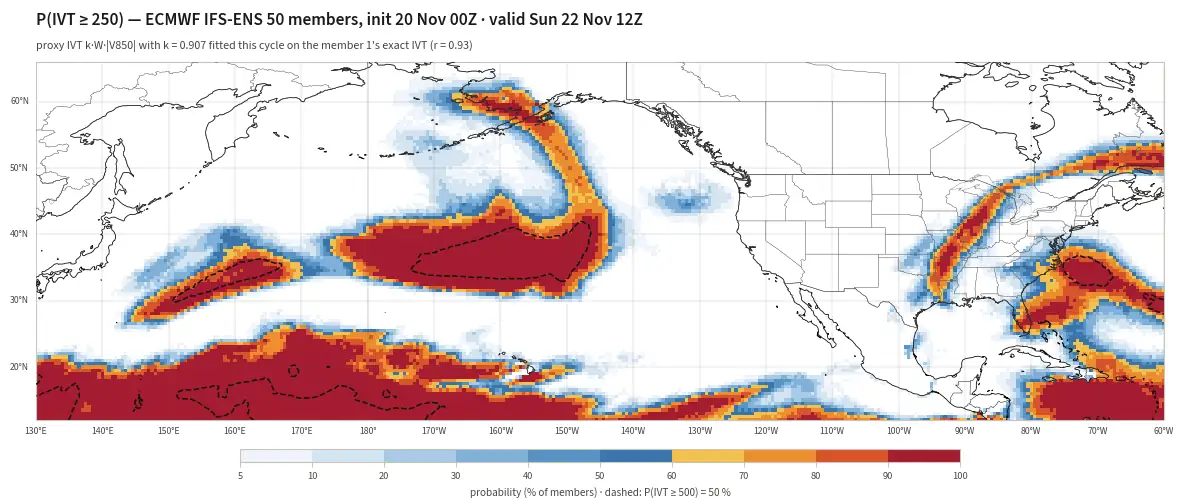 P(IVT ≥ 250) — ECMWF IFS-ENS 50 members, init 20 Nov 00Z · valid Sun 22 Nov 12Z
proxy IVT k·W·|V850| with k = 0.907 fitted this cycle on the member 1's exact IVT (r = 0.93)
60°N
50°N
40°N
30°N
20°N
130°E 140°E 150°E 160°E 170°E 180° 170°W 160°W 150°W 140°W 130°W 120°W 110°W 100°W 90°W 80°W 70°W 60°W
5 10 20 30 40 50 60 70 80 90 100
probability (% of members) · dashed: P(IVT ≥ 500) = 50 %